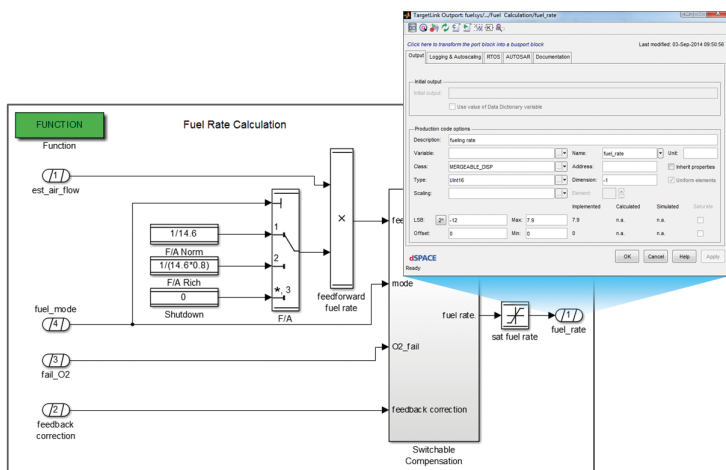 TargetLink Outport: fuelsys/.../Fuel Calculation/fuel_rate
Click here to transform the port block into a busport block
Last modified: 03-Sep-2014 09:50:56
Output
Logging & Autoscaling
RTOS
AUTOSAR
Documentation
Initial output
Initial output:
Use value of Data Dictionary variable
Production code options
Description:
fueling rate
Variable:
Name:
fuel_rate
Unit:
Class:
MERGEABLE_DISP
Address:
Inherit properties
Type:
UInt16
Dimension:
-1
Uniform elements
Scaling:
Element:
Implemented
Calculated
Simulated
Saturate
LSB:
2^
-12
Max:
7.9
7.9
n.a.
n.a.
Offset:
0
Min:
0
0
n.a.
n.a.
dSPACE
OK
Cancel
Help
Apply
Ready
FUNCTION
Function
Fuel Rate Calculation
1
est_air_flow
1/14.6
F/A Norm
1/(14.6*0.8)
F/A Rich
0
Shutdown
1
2
*, 3
F/A
×
feedforward
fuel rate
fuel_mode
4
3
fail_O2
2
feedback
correction
fee
mode
O2_fail
feedback correction
fuel rate
Switchable
Compensation
sat fuel rate
1
fuel_rate